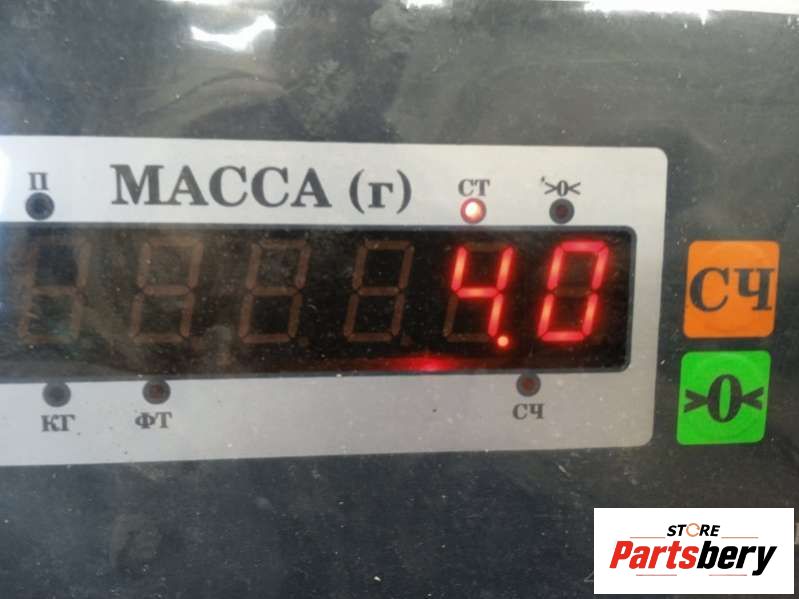 П
МАССА (г)
СТ
>0<
4.0
СЧ
>0<
КГ
ФТ
СЧ
STORE
Partsbery